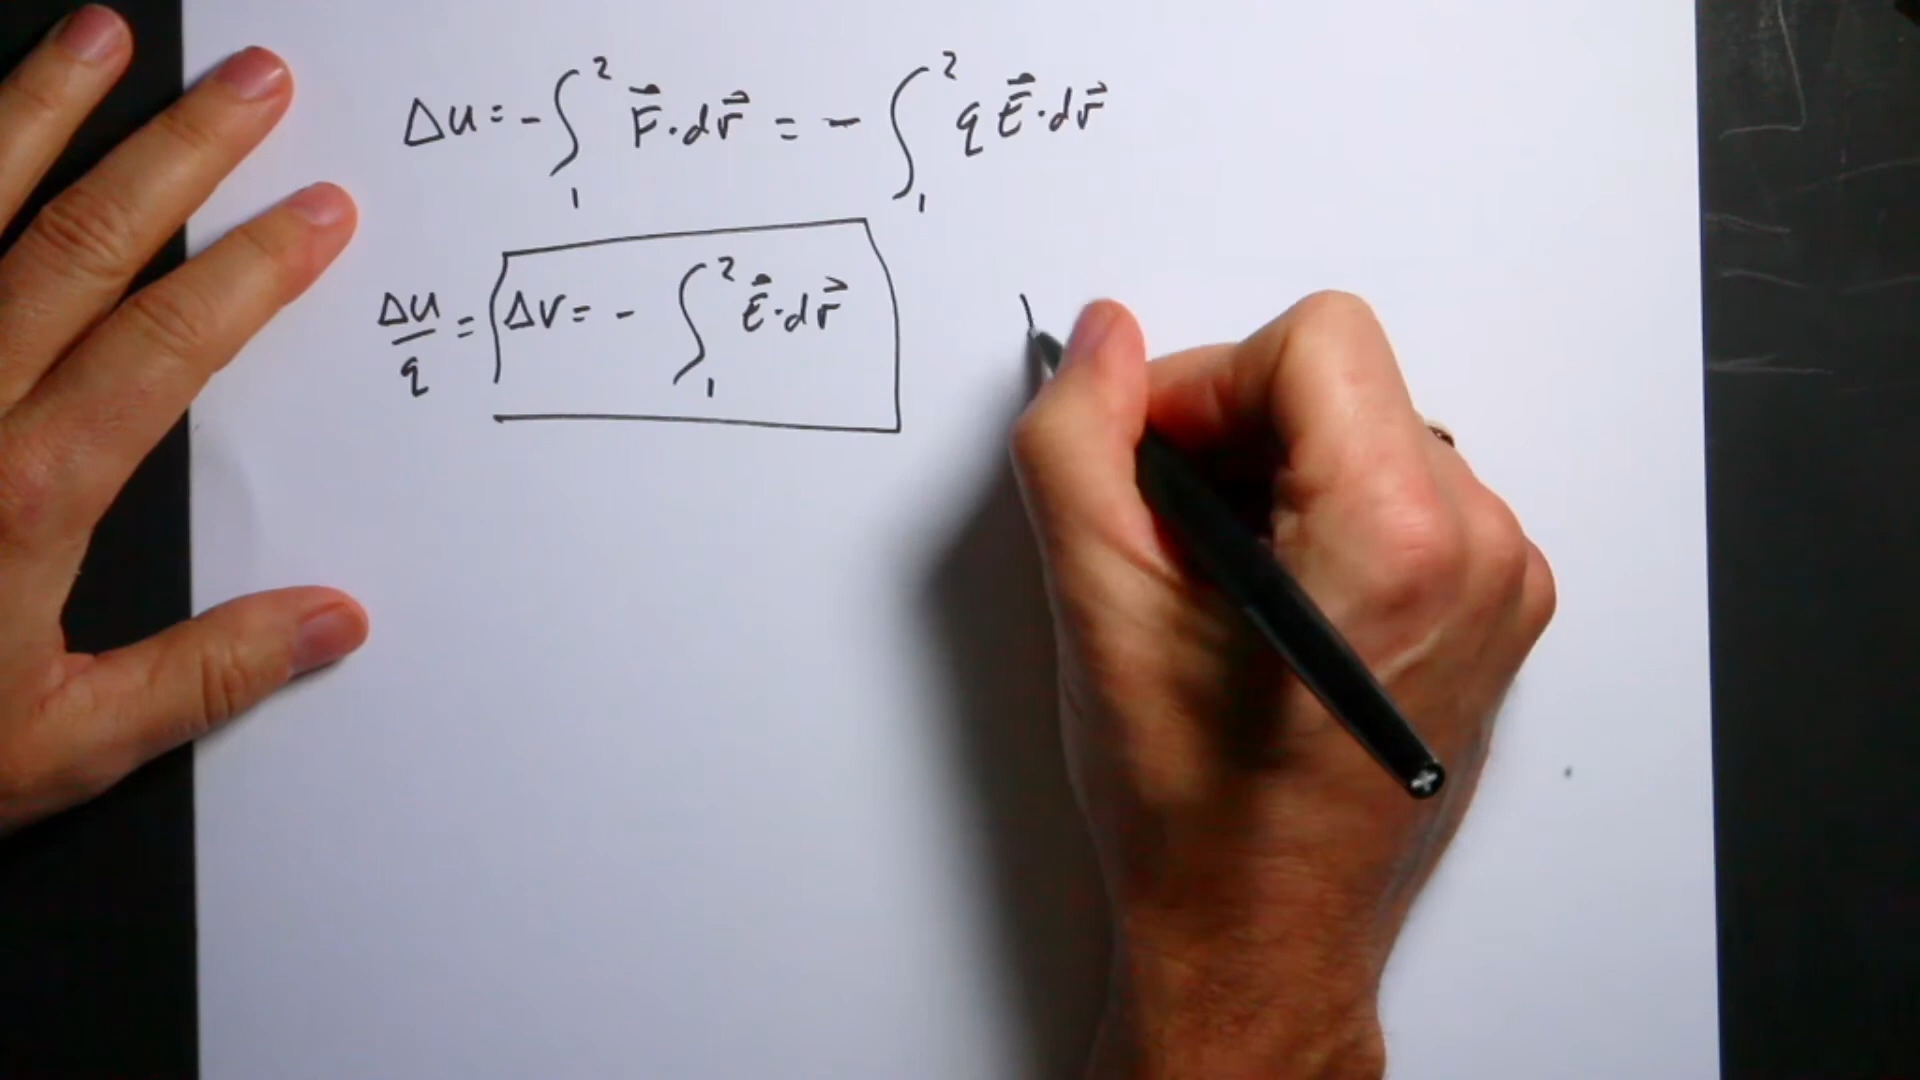 Δu = -∫₁² F⃗·dr⃗ = -∫₁² qE⃗·dr⃗
Δu/q = Δv = -∫₁² E⃗·dr⃗